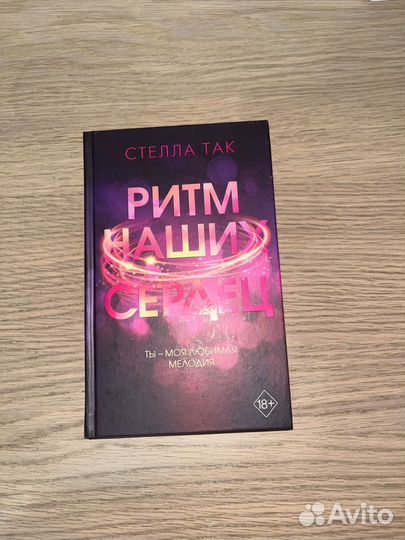 СТЕЛЛА ТАК
РИТМ
НАШИХ
СЕРДЕЦ
ТЫ – МОЯ ЛЮБИМАЯ
МЕЛОДИЯ
18+
Avito